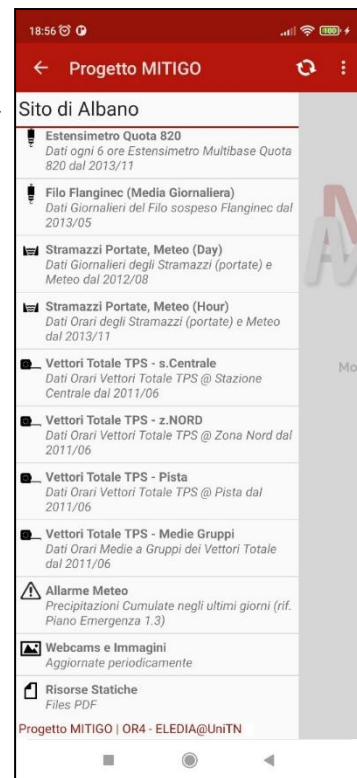 18:56
100
Progetto MITIGO
Sito di Albano
Estensimetro Quota 820
Dati ogni 6 ore Estensimetro Multibase Quota
820 dal 2013/11
Filo Flanginec (Media Giornaliera)
Dati Giornalieri del Filo sospeso Flanginec dal
2013/05
Stramazzi Portate, Meteo (Day)
Dati Giornalieri degli Stramazzi (portate) e
Meteo dal 2012/08
Stramazzi Portate, Meteo (Hour)
Dati Orari degli Stramazzi (portate) e Meteo
dal 2013/11
Vettori Totale TPS - s.Centrale
Dati Orari Vettori Totale TPS @ Stazione
Centrale dal 2011/06
Vettori Totale TPS - z.NORD
Dati Orari Vettori Totale TPS @ Zona Nord dal
2011/06
Mo
Vettori Totale TPS - Pista
Dati Orari Vettori Totale TPS @ Pista dal
2011/06
Vettori Totale TPS - Medie Gruppi
Dati Orari Medie a Gruppi dei Vettori Totale
dal 2011/06
Allarme Meteo
Precipitazioni Cumulate negli ultimi giorni (rif.
Piano Emergenza 1.3)
Webcams e Immagini
Aggiornate periodicamente
Risorse Statiche
Files PDF
Progetto MITIGO | OR4 - ELEDIA@UniTN